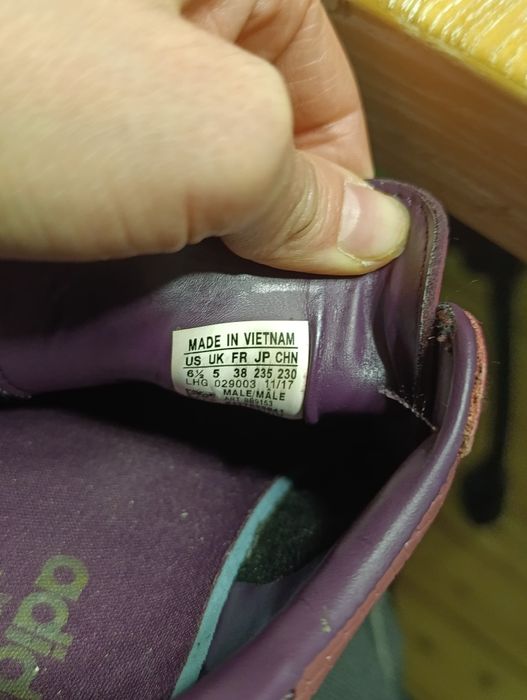 MADE IN VIETNAM
US UK FR JP CHN
6½ 5 38 235 230
LHG 029003 11/17
MALE/MÂLE
ART
adid